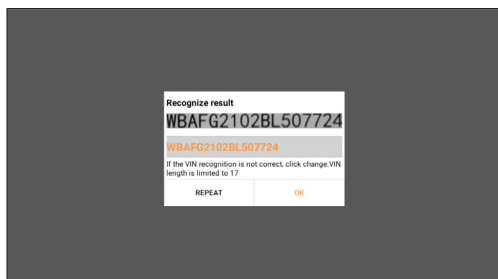 Recognize result
WBAFG2102BL507724
WBAFG2102BL507724
If the VIN recognition is not correct, click change.VIN
length is limited to 17
REPEAT
OK